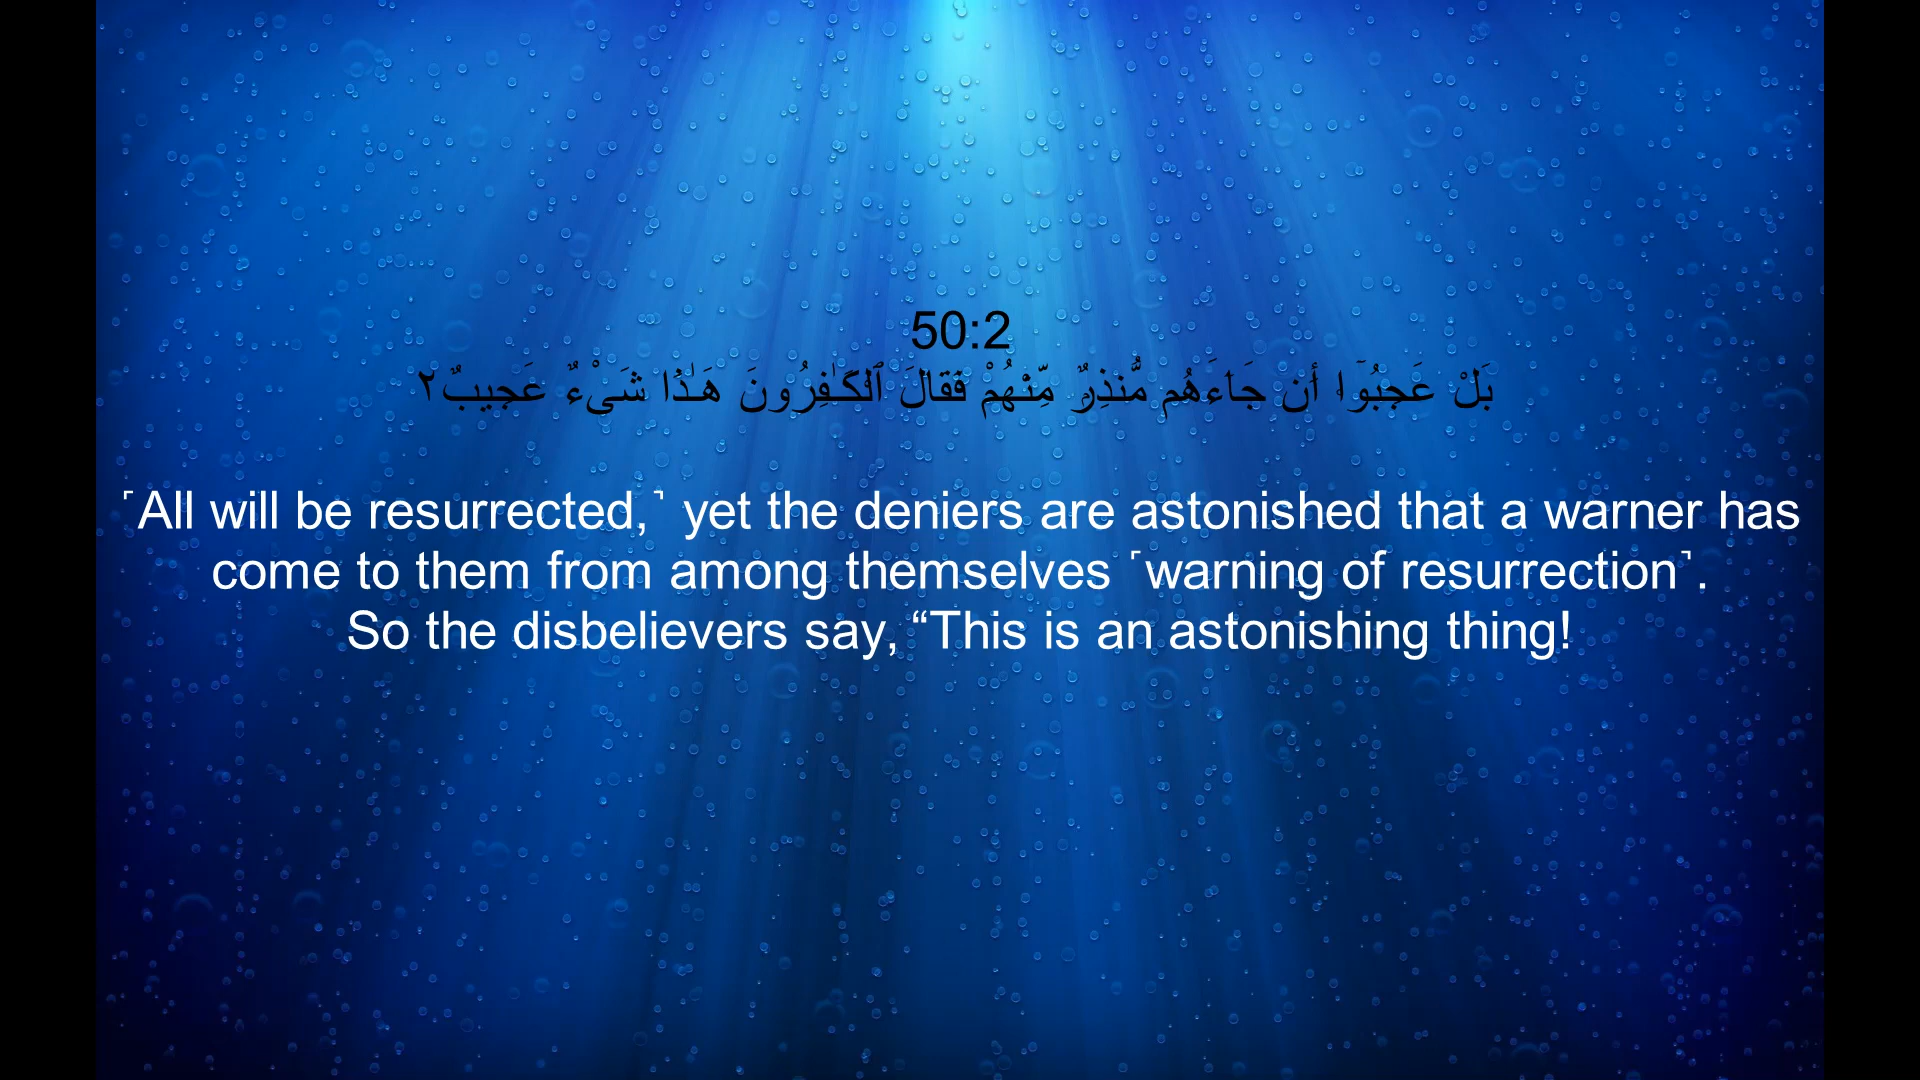 50:2
بَلْ عَجِبُوٓا۟ أَن جَآءَهُم مُّنذِرٌۭ مِّنْهُمْ فَقَالَ ٱلْكَـٰفِرُونَ هَـٰذَا شَىْءٌ عَجِيبٌ ٢
˹All will be resurrected,˺ yet the deniers are astonished that a warner has
come to them from among themselves ˹warning of resurrection˺.
So the disbelievers say, “This is an astonishing thing!